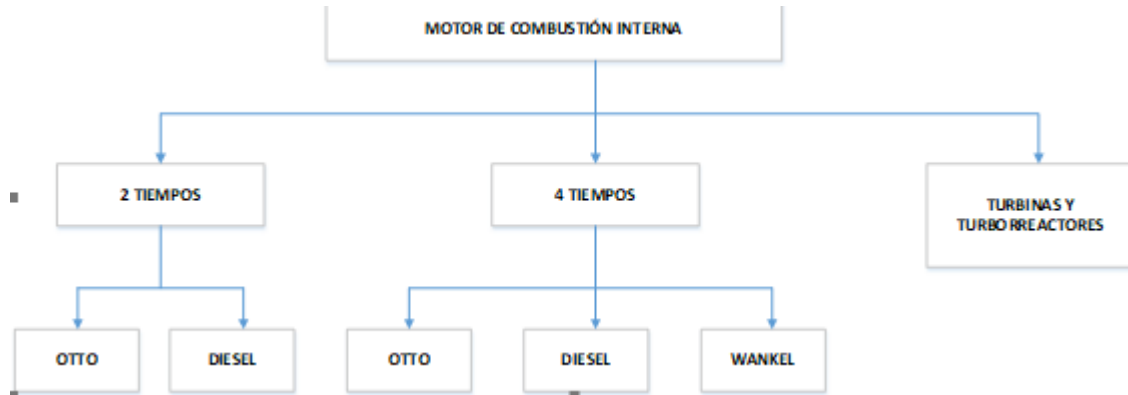 MOTOR DE COMBUSTIÓN INTERNA
2 TIEMPOS
4 TIEMPOS
TURBINAS Y
TURBORREACTORES
OTTO
DIESEL
OTTO
DIESEL
WANKEL